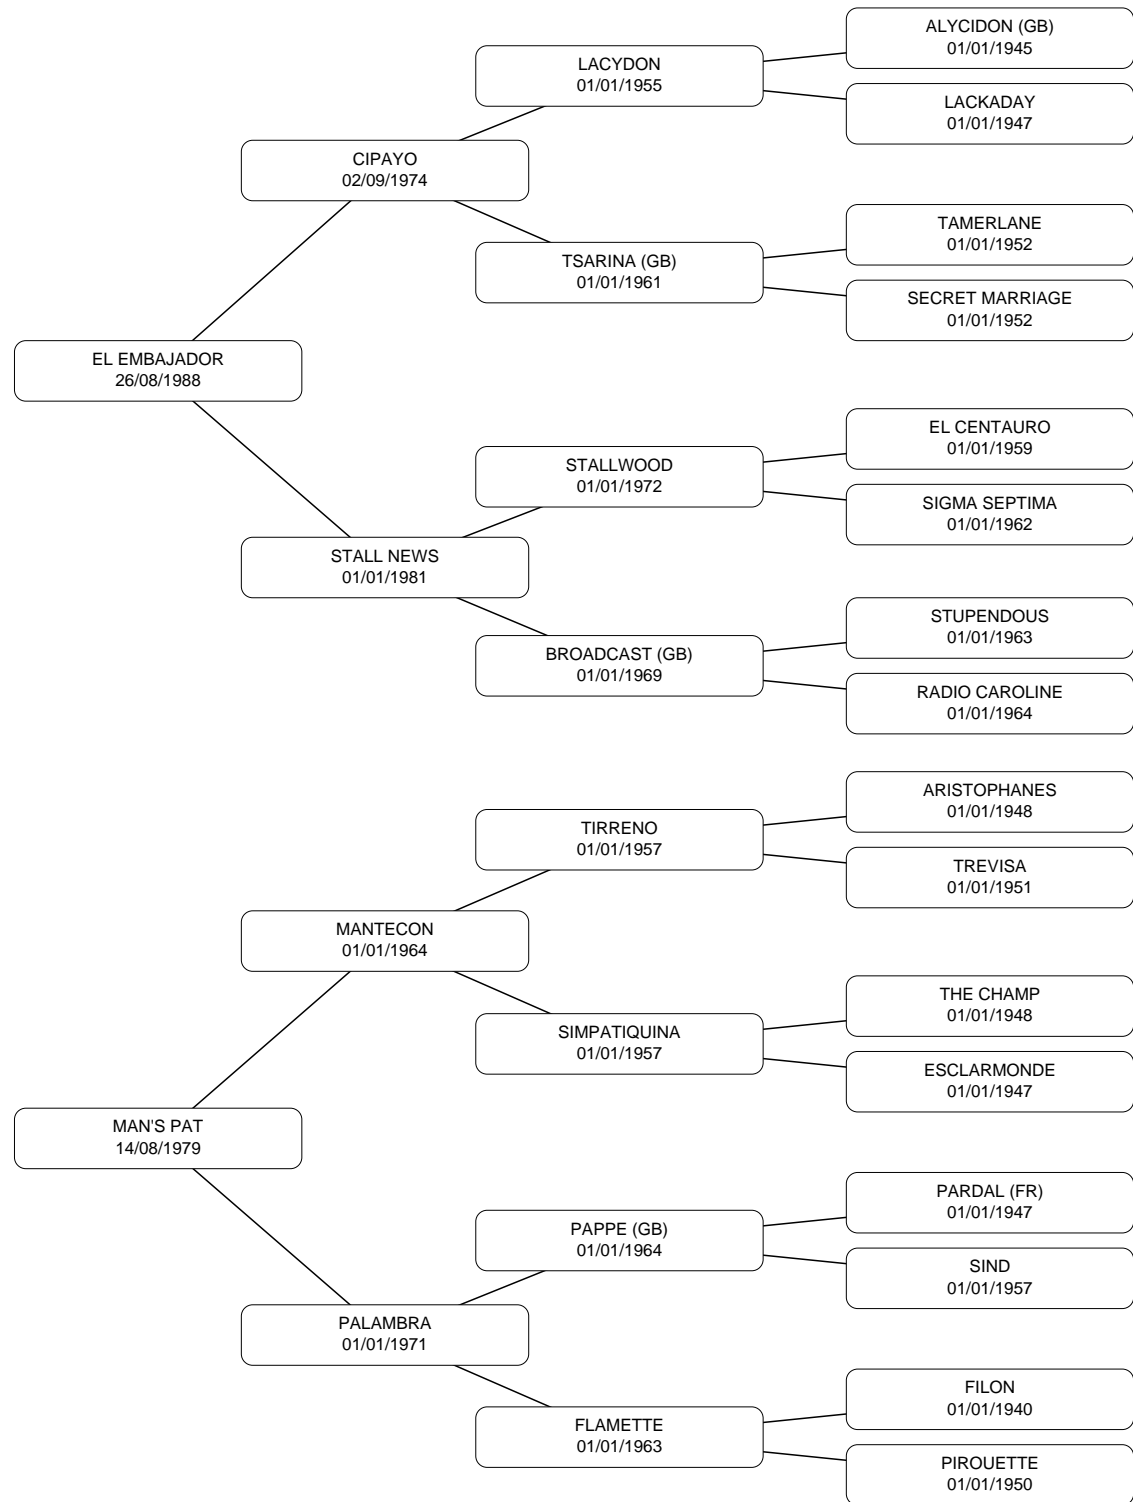 ALYCIDON (GB)
01/01/1945
LACYDON
01/01/1955
LACKADAY
01/01/1947
CIPAYO
02/09/1974
TAMERLANE
01/01/1952
TSARINA (GB)
01/01/1961
SECRET MARRIAGE
01/01/1952
EL EMBAJADOR
26/08/1988
EL CENTAURO
01/01/1959
STALLWOOD
01/01/1972
SIGMA SEPTIMA
01/01/1962
STALL NEWS
01/01/1981
STUPENDOUS
01/01/1963
BROADCAST (GB)
01/01/1969
RADIO CAROLINE
01/01/1964
ARISTOPHANES
01/01/1948
TIRRENO
01/01/1957
TREVISA
01/01/1951
MANTECON
01/01/1964
THE CHAMP
01/01/1948
SIMPATIQUINA
01/01/1957
ESCLARMONDE
01/01/1947
MAN'S PAT
14/08/1979
PARDAL (FR)
01/01/1947
PAPPE (GB)
01/01/1964
SIND
01/01/1957
PALAMBRA
01/01/1971
FILON
01/01/1940
FLAMETTE
01/01/1963
PIROUETTE
01/01/1950